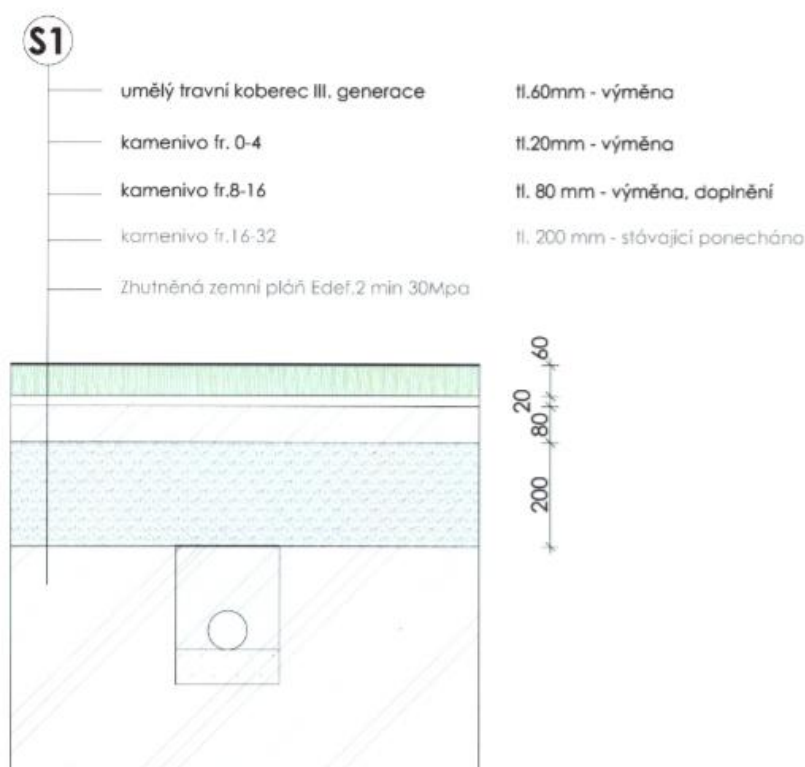 S1
umělý travní koberec III. generace tl.60mm - výměna
kamenivo fr. 0-4 tl.20mm - výměna
kamenivo fr.8-16 tl. 80 mm - výměna, doplnění
kamenivo fr.16-32 tl. 200 mm - stávající ponecháno
Zhutněná zemní pláň Edef.2 min 30Mpa
60
20
80
200